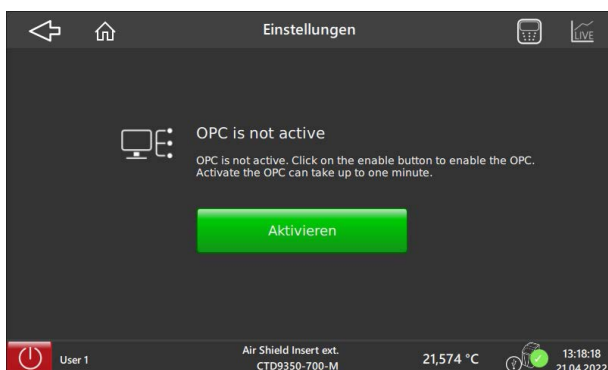 Einstellungen
LIVE
OPC is not active
OPC is not active. Click on the enable button to enable the OPC.
Activate the OPC can take up to one minute.
Aktivieren
User 1
Air Shield Insert ext.
CTD9350-700-M
21,574 °C
13:18:18
21.04.2022